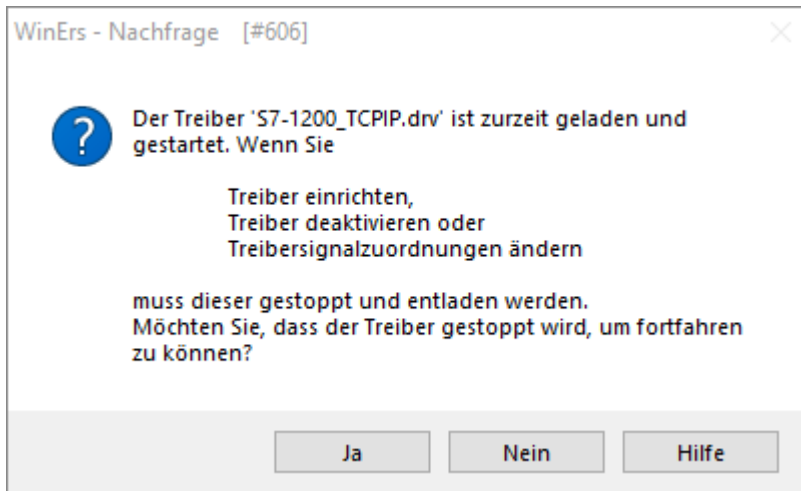 WinErs - Nachfrage [#606]
?
Der Treiber 'S7-1200_TCPIP.drv' ist zurzeit geladen und
gestartet. Wenn Sie
Treiber einrichten,
Treiber deaktivieren oder
Treibersignalzuordnungen ändern
muss dieser gestoppt und entladen werden.
Möchten Sie, dass der Treiber gestoppt wird, um fortfahren
zu können?
Ja Nein Hilfe